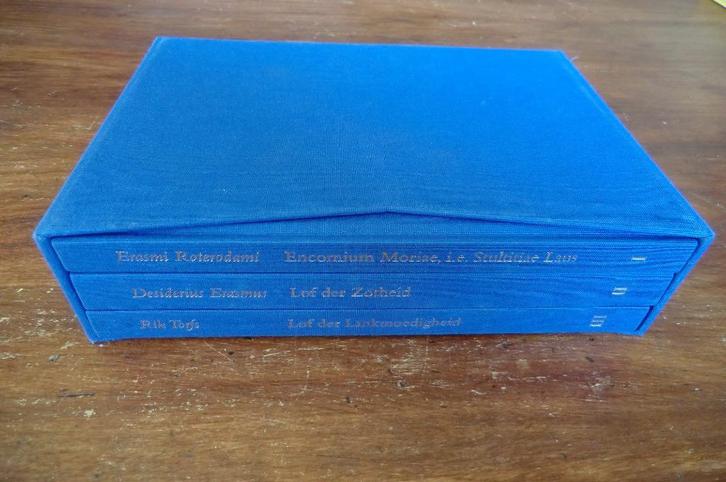 Erasmi Roterodami Encomium Moriae, i.e. Stultitiae Laus I
Desiderius Erasmus Lof der Zotheid II
Rik Torfs Lof der Lankmoedigheid III